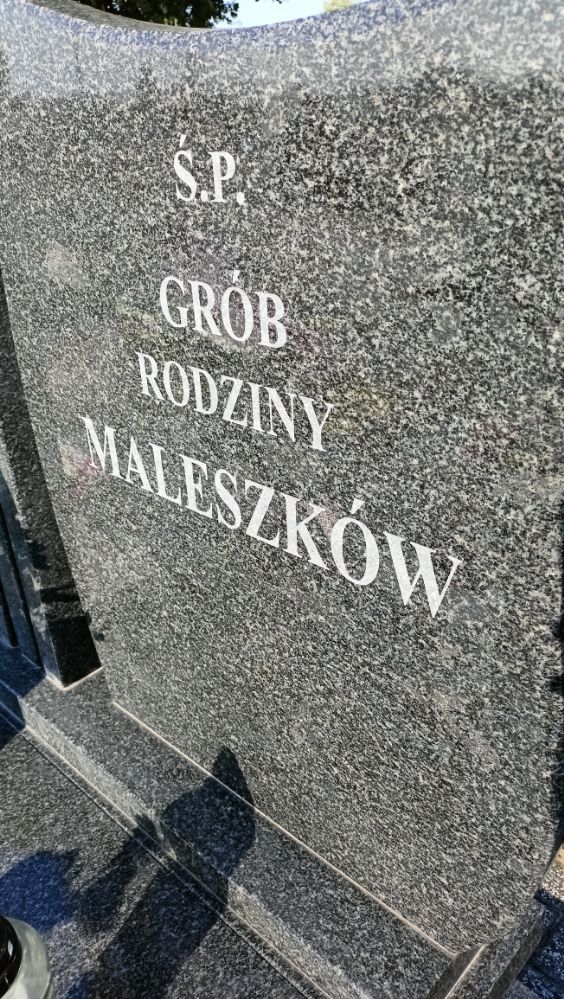 Ś.P.
GRÓB
RODZINY
MALESZKÓW